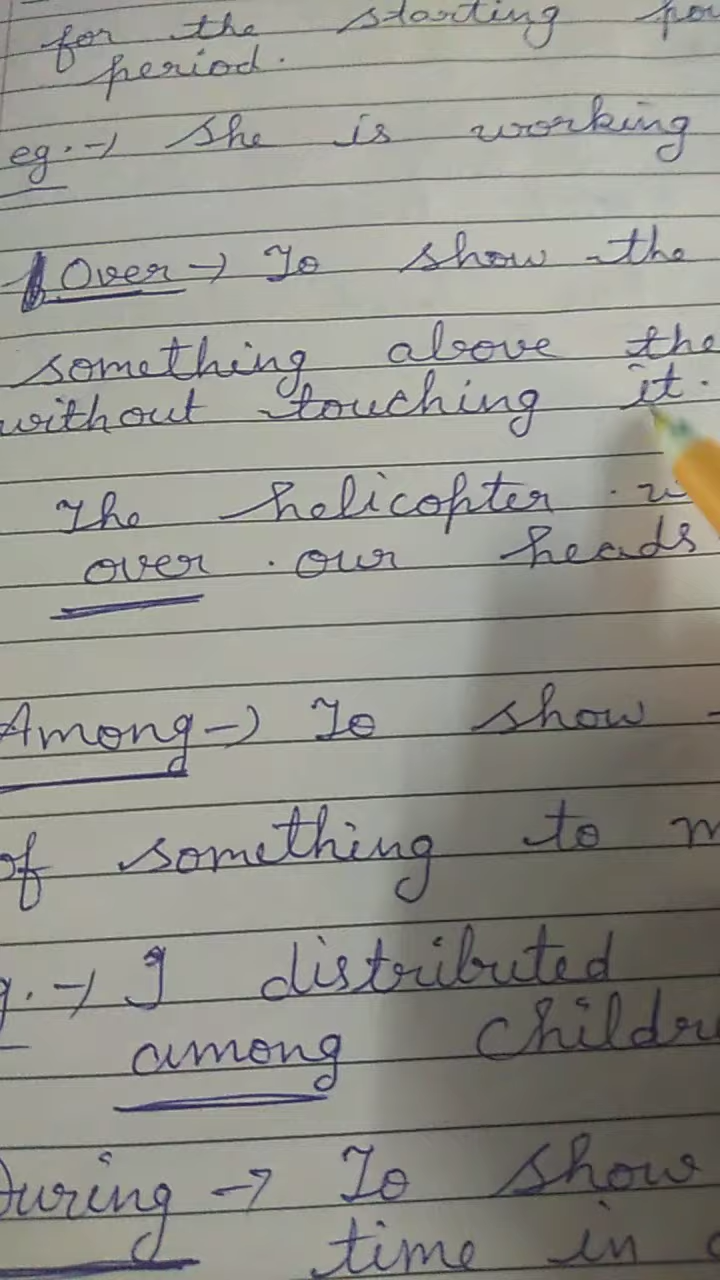 for the starting
period.
eg. → She is working
Over → To show the
something above the
without touching it.
The helicopter
over our heads
Among → To show
of something to
g. → I distributed
among
During → To show
time in